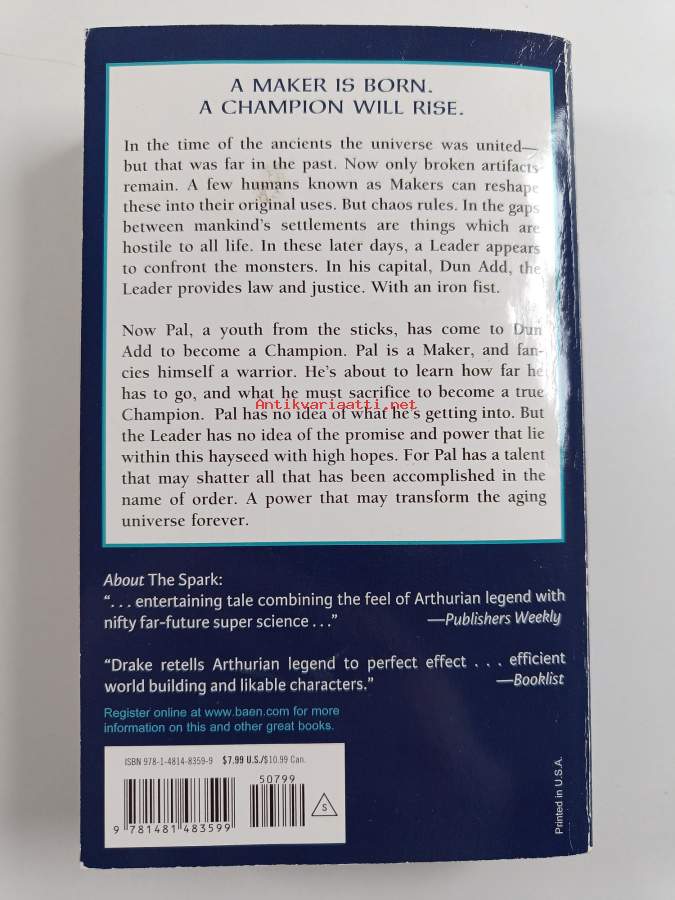 A MAKER IS BORN.
A CHAMPION WILL RISE.
In the time of the ancients the universe was united—
but that was far in the past. Now only broken artifacts
remain. A few humans known as Makers can reshape
these into their original uses. But chaos rules. In the gaps
between mankind's settlements are things which are
hostile to all life. In these later days, a Leader appears
to confront the monsters. In his capital, Dun Add, the
Leader provides law and justice. With an iron fist.
Now Pal, a youth from the sticks, has come to Dun
Add to become a Champion. Pal is a Maker, and fan-
cies himself a warrior. He's about to learn how far he
has to go, and what he must sacrifice to become a true
Antikvariaatti.net
Champion. Pal has no idea of what he's getting into. But
the Leader has no idea of the promise and power that lie
within this hayseed with high hopes. For Pal has a talent
that may shatter all that has been accomplished in the
name of order. A power that may transform the aging
universe forever.
About The Spark:
“. . . entertaining tale combining the feel of Arthurian legend with
nifty far-future super science . . .” —Publishers Weekly
“Drake retells Arthurian legend to perfect effect . . . efficient
world building and likable characters.” —Booklist
Register online at www.baen.com for more
information on this and other great books.
ISBN 978-1-4814-8359-9 $7.99 U.S./$10.99 Can.
50799
9 781481 483599
S
Printed in U.S.A.